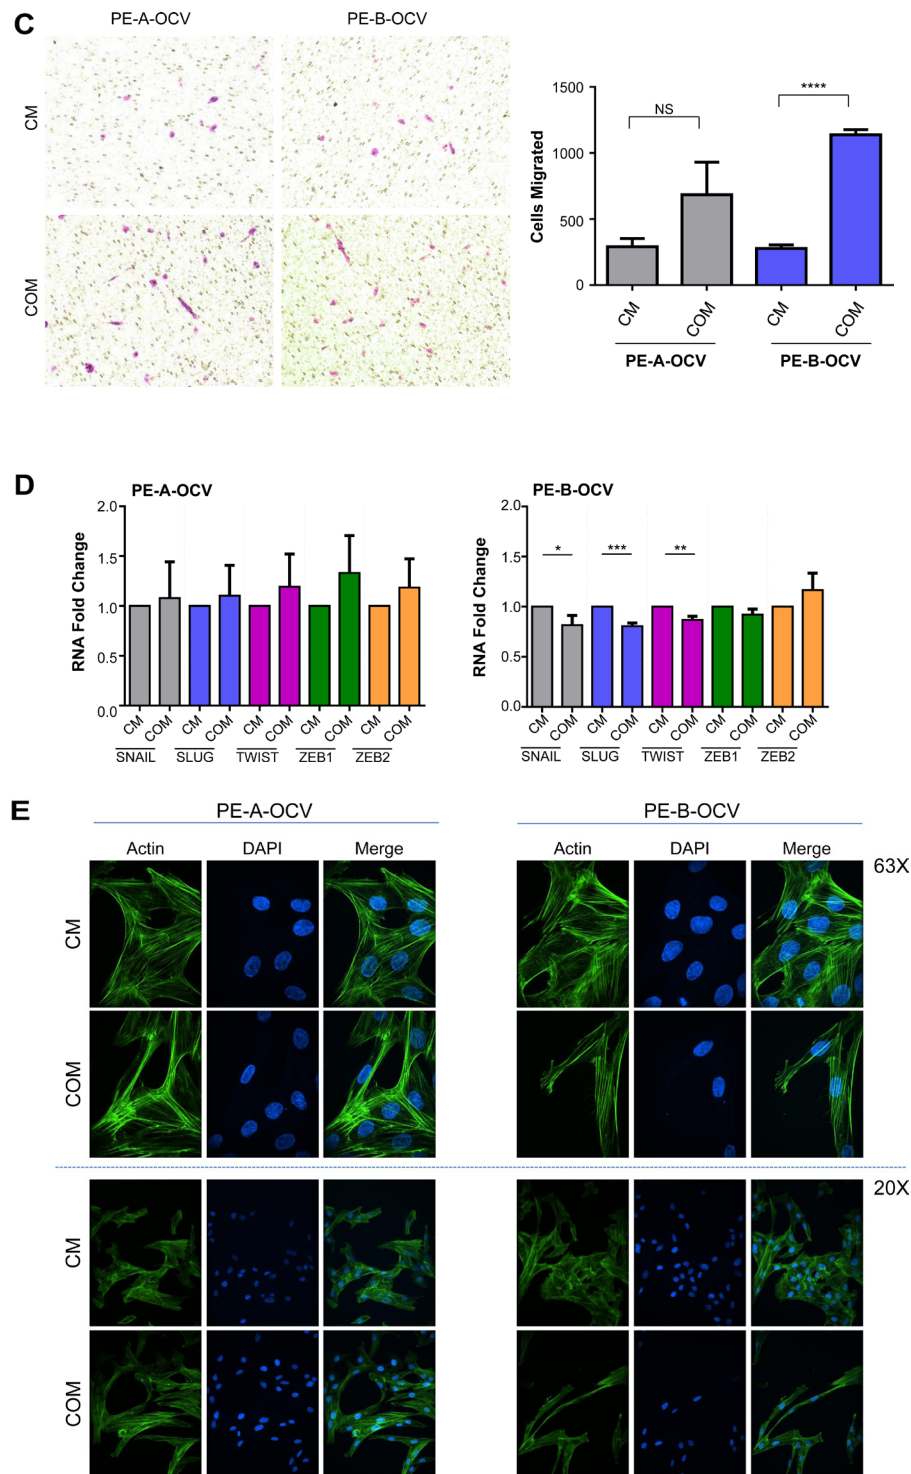 C
PE-A-OCV
PE-B-OCV
CM
COM
Cells Migrated
1500
1000
500
0
NS
****
CM
COM
CM
COM
PE-A-OCV
PE-B-OCV
D
PE-A-OCV
RNA Fold Change
2.0
1.5
1.0
0.5
0.0
CM
COM
CM
COM
CM
COM
CM
COM
CM
COM
SNAIL
SLUG
TWIST
ZEB1
ZEB2
PE-B-OCV
RNA Fold Change
2.0
1.5
1.0
0.5
0.0
*
***
**
CM
COM
CM
COM
CM
COM
CM
COM
CM
COM
SNAIL
SLUG
TWIST
ZEB1
ZEB2
E
PE-A-OCV
PE-B-OCV
Actin
DAPI
Merge
Actin
DAPI
Merge
63X
CM
COM
20X
CM
COM